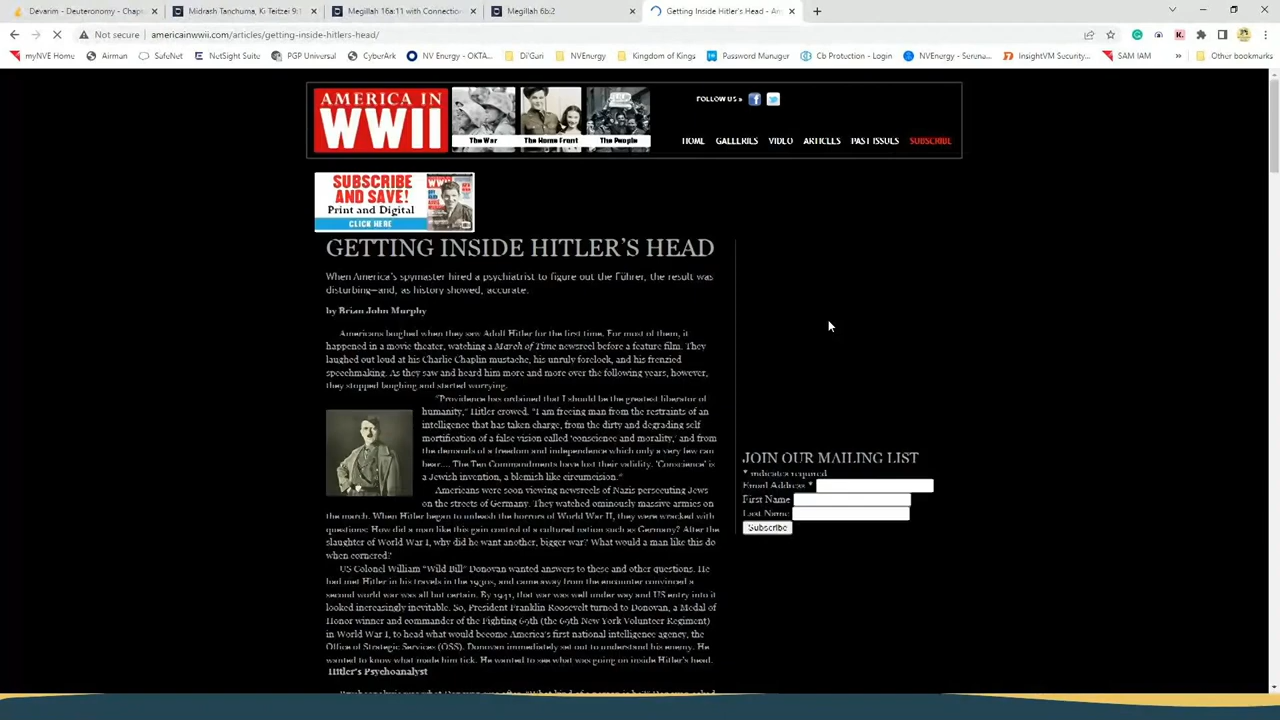 Devarim / Deuteronomy - Chap
Midrash Tanchuma, Ki Teitzei 9:
Megillah 16a11 with Connection
Megillah 6b:2
Getting Inside Hitler's Head - Am
Not secure | americainwwii.com/articles/getting-inside-hitlers-head/
myNVE Home Airman SafeNet SuitSpot HQ PGP Universal CyberArk NV Energy - OKTA... Di'Gari NVEnergy Kingdom of Kings My Drive Cb Protection - Login NVEnergy - Serena... InsightVM Security... SAM IAM » Other bookmarks
AMERICA IN
WWII
The War The Home Front The People
FOLLOW US »
HOME GALLERIES VIDEO ARTICLES PAST ISSUES SUBSCRIBE
SUBSCRIBE
AND SAVE!
Print and Digital
CLICK HERE
GETTING INSIDE HITLER'S HEAD
When America's spymaster hired a psychiatrist to figure out the Führer, the result was
disturbing—and, as history showed, accurate.
by Brian John Murphy
Americans laughed when they saw Adolf Hitler for the first time. For most of them, it
happened in a movie theater, watching a March of Time newsreel before a feature film. They
laughed out loud at his Charlie Chaplin mustache, his unruly forelock, and his frenzied
speechmaking. As they saw and heard him more and more over the following years, however,
they stopped laughing and started worrying.
"Providence has ordained that I should be the greatest liberator of
humanity," Hitler crowed. "I am freeing man from the restraints of an
intelligence that has taken charge, from the dirty and degrading self
mortification of a false vision called 'conscience and morality,' and from
the demands of a freedom and independence which only a very few can
bear.... The Ten Commandments have lost their validity. 'Conscience' is
a Jewish invention, a blemish like circumcision."
Americans were soon viewing newsreels of Nazis persecuting Jews
on the streets of Germany. They watched ominously massive armies on
the march. When Hitler began to unleash the horrors of World War II, they were wracked with
questions: How did a man like this gain control of a cultured nation such as Germany? After the
slaughter of World War I, why did he want another, bigger war? What would a man like this do
when cornered?
US Colonel William "Wild Bill" Donovan wanted answers to these and other questions. He
had met Hitler in his travels in the 1930s, and came away from the encounter convinced a
second world war was all but certain. By 1941, that war was well under way and US entry into it
looked increasingly inevitable. So, President Franklin Roosevelt turned to Donovan, a Medal of
Honor winner and commander of the Fighting 69th (the 69th New York Volunteer Regiment)
in World War I, to head what would become America's first national intelligence agency, the
Office of Strategic Services (OSS). Donovan immediately set out to understand his enemy. He
wanted to know what made him tick. He wanted to see what was going on inside Hitler's head.
Hitler's Psychoanalyst
JOIN OUR MAILING LIST
* indicates required
Email Address *
First Name
Last Name
Subscribe